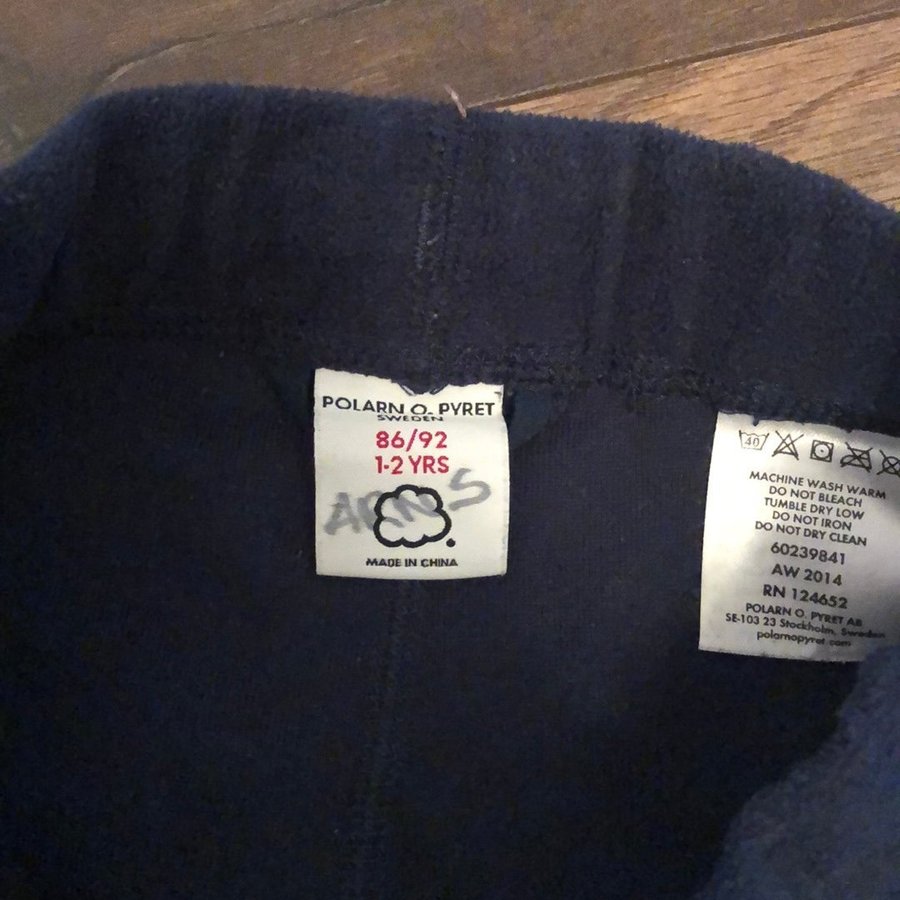 POLARN O. PYRET
SWEDEN
86/92
1-2 YRS
MADE IN CHINA
40
MACHINE WASH WARM
DO NOT BLEACH
TUMBLE DRY LOW
DO NOT IRON
DO NOT DRY CLEAN
60239841
AW 2014
RN 124652
POLARN O. PYRET AB
SE-103 23 Stockholm, Sweden
polarnopyret.com